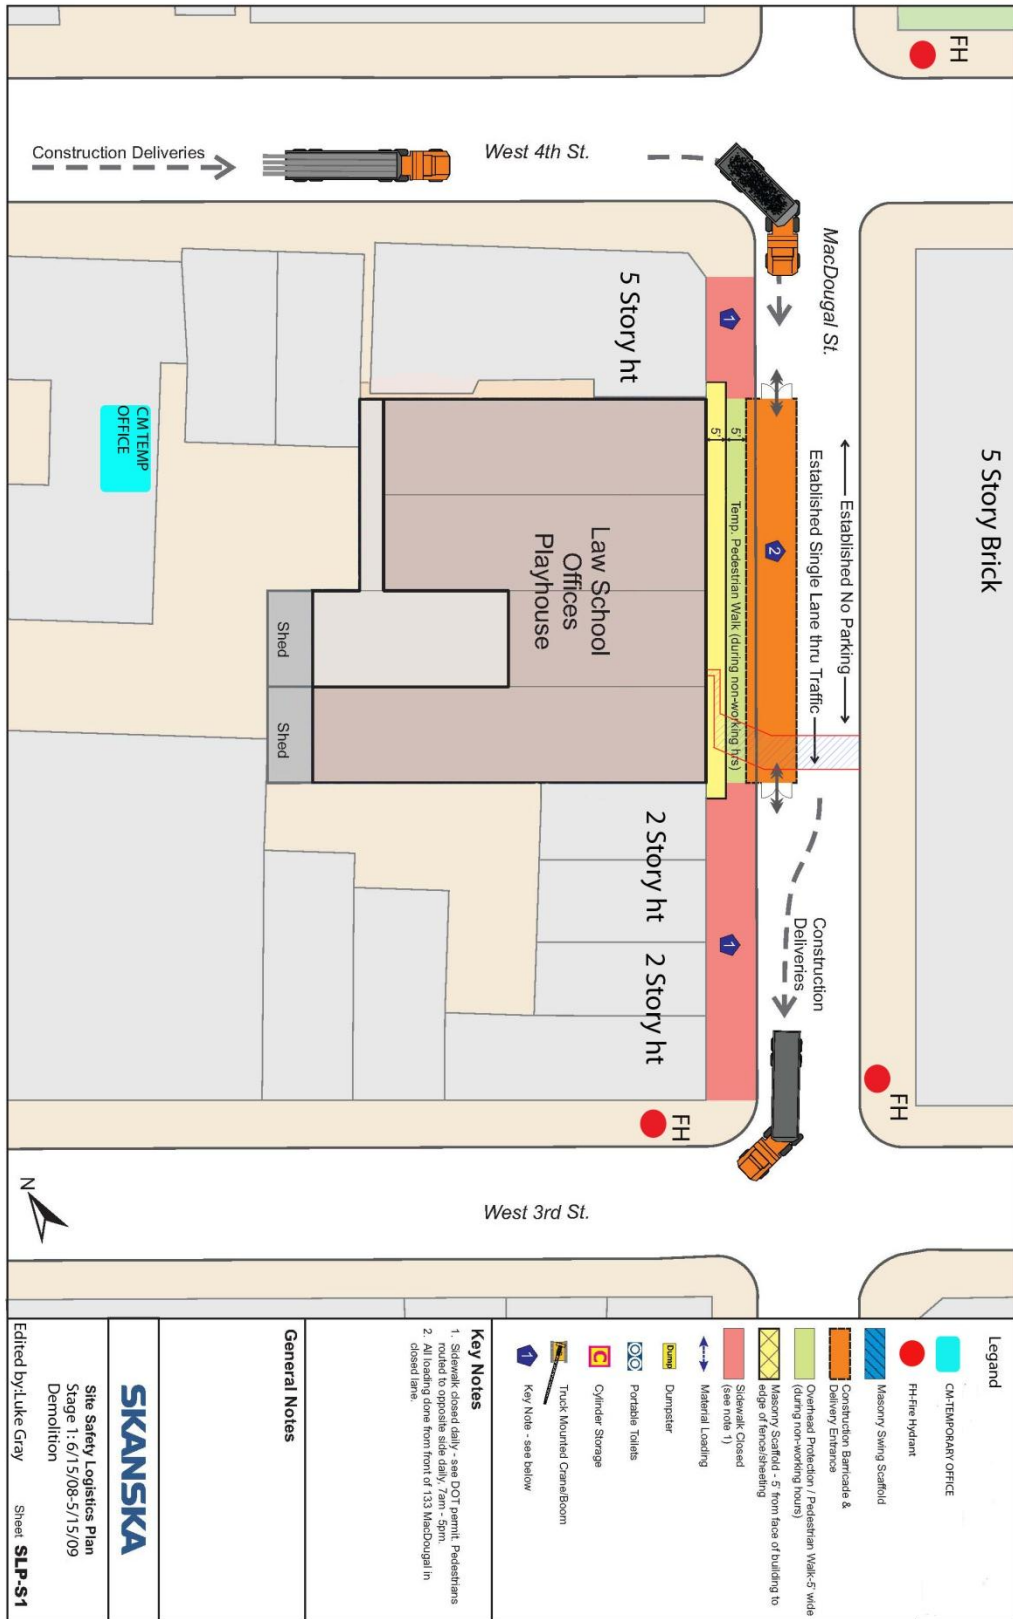 FH
Construction Deliveries
West 4th St.
MacDougal St.
5 Story ht
1
5 Story Brick
Established No Parking
Established Single Lane thru Traffic
2
5'
5'
Temp. Pedestrian Walk (during non-working hrs)
CM TEMP
OFFICE
Law School
Offices
Playhouse
Shed
Shed
2 Story ht
2 Story ht
1
Construction
Deliveries
FH
FH
West 3rd St.
N
Legand
CM-TEMPORARY OFFICE
FH-Fire Hydrant
Masonry Swing Scaffold
Construction Barricade &
Delivery Entrance
Overhead Protection / Pedestrian Walk-5' wide
(during non-working hours)
Masonry Scaffold - 5' from face of building to
edge of fence/sheeting
Sidewalk Closed
(see note 1)
Material Loading
Dump
Dumpster
Portable Toilets
C
Cylinder Storage
Truck Mounted Crane/Boom
1
Key Note - see below
Key Notes
1. Sidewalk closed daily - see DOT permit. Pedestrians
routed to opposite side daily, 7am - 5pm.
2. All loading done from front of 133 MacDougal in
closed lane.
General Notes
SKANSKA
Site Safety Logistics Plan
Stage 1: 6/15/08-5/15/09
Demolition
Edited by:Luke Gray
Sheet SLP-S1